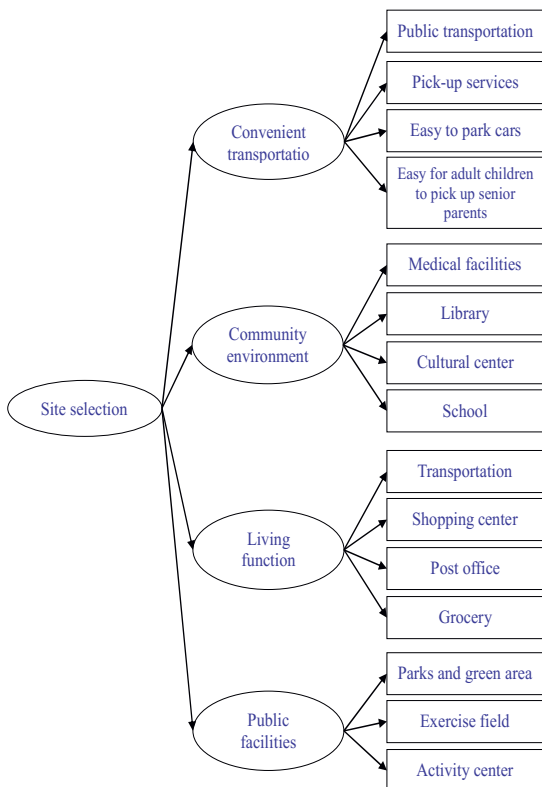 Site selection
Convenient
transportatio
Public transportation
Pick-up services
Easy to park cars
Easy for adult children
to pick up senior
parents
Community
environment
Medical facilities
Library
Cultural center
School
Living
function
Transportation
Shopping center
Post office
Grocery
Public
facilities
Parks and green area
Exercise field
Activity center